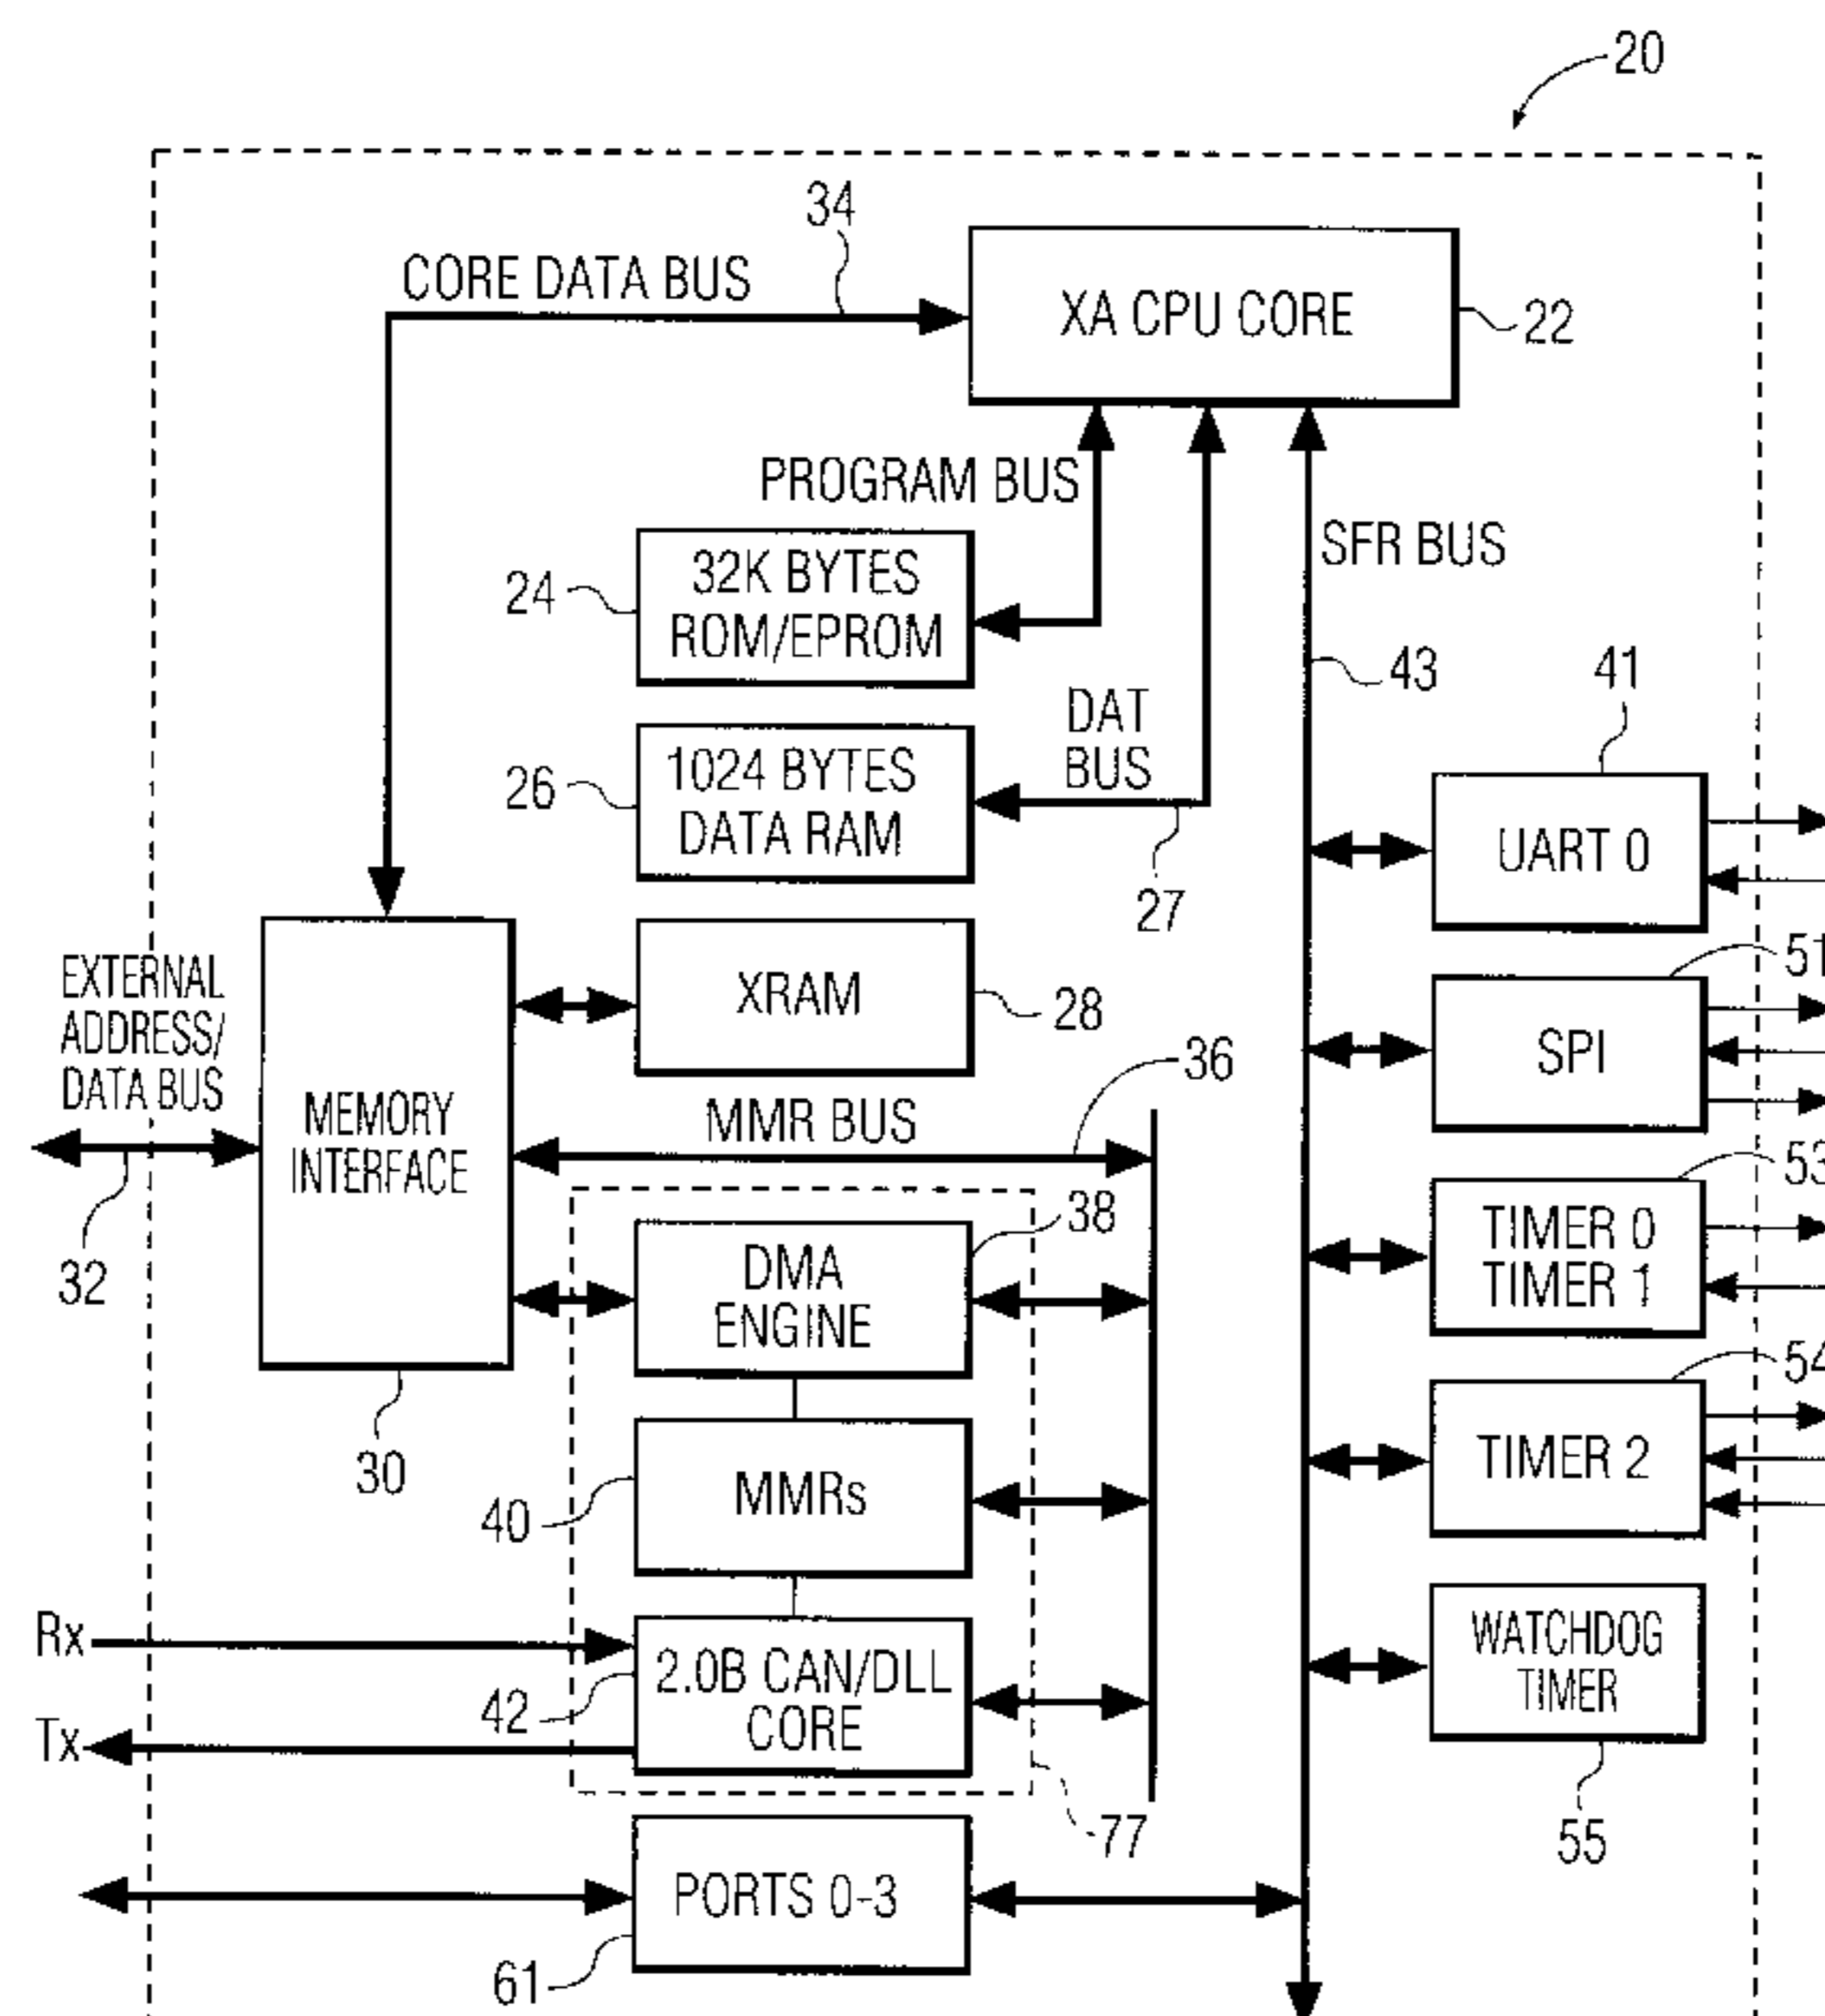 20
34
CORE DATA BUS
XA CPU CORE
22
PROGRAM BUS
SFR BUS
32K BYTES
ROM/EPROM
24
43
41
DAT
BUS
1024 BYTES
DATA RAM
26
27
UART 0
EXTERNAL
ADDRESS/
DATA BUS
XRAM
28
51
SPI
36
MMR BUS
MEMORY
INTERFACE
32
38
53
DMA
ENGINE
TIMER 0
TIMER 1
54
30
MMRs
40
TIMER 2
Rx
2.0B CAN/DLL
CORE
42
Tx
WATCHDOG
TIMER
77
55
PORTS 0-3
61